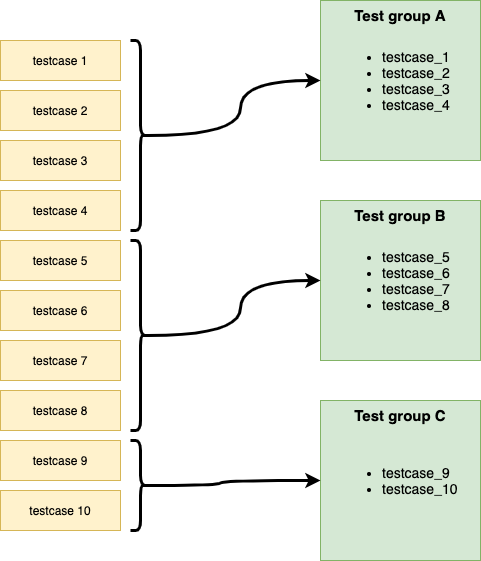 testcase 1
testcase 2
testcase 3
testcase 4
testcase 5
testcase 6
testcase 7
testcase 8
testcase 9
testcase 10
Test group A
• testcase_1
• testcase_2
• testcase_3
• testcase_4
Test group B
• testcase_5
• testcase_6
• testcase_7
• testcase_8
Test group C
• testcase_9
• testcase_10